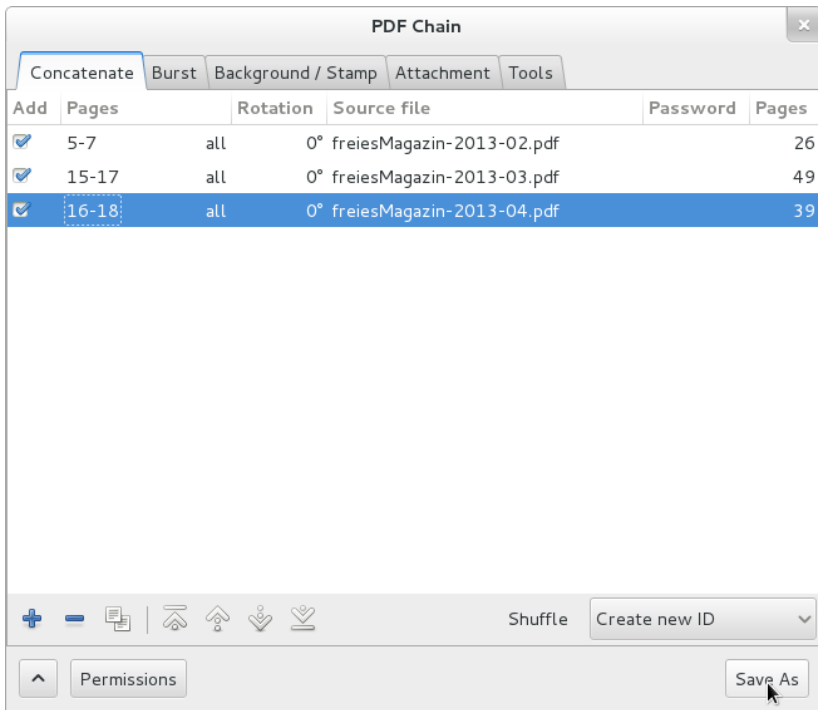 PDF Chain
Concatenate Burst Background / Stamp Attachment Tools
Add Pages Rotation Source file Password Pages
5-7 all 0° freiesMagazin-2013-02.pdf 26
15-17 all 0° freiesMagazin-2013-03.pdf 49
16-18 all 0° freiesMagazin-2013-04.pdf 39
Shuffle Create new ID
Permissions Save As